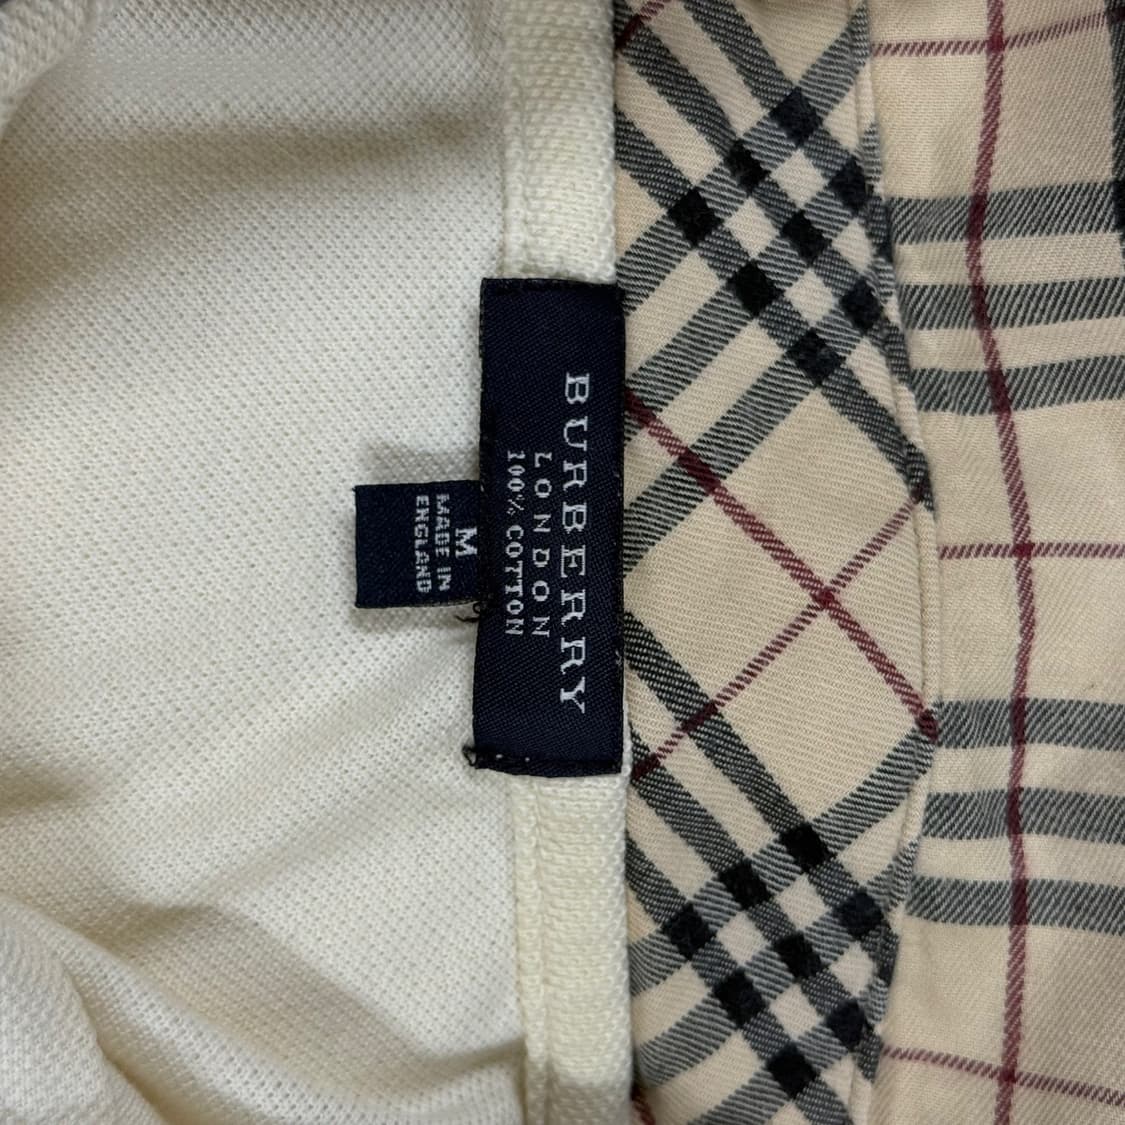 BURBERRY
LONDON
100% COTTON
M
MADE IN
ENGLAND